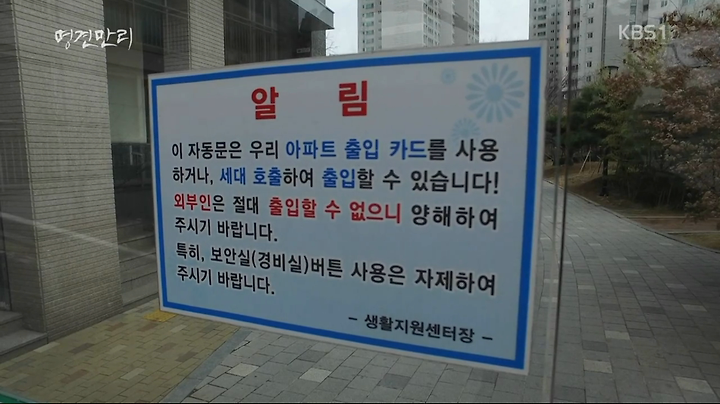 명견만리
KBS1
알 림
이 자동문은 우리 아파트 출입 카드를 사용
하거나, 세대 호출하여 출입할 수 있습니다!
외부인은 절대 출입할 수 없으니 양해하여
주시기 바랍니다.
특히, 보안실(경비실)버튼 사용은 자제하여
주시기 바랍니다.
- 생활지원센터장 -